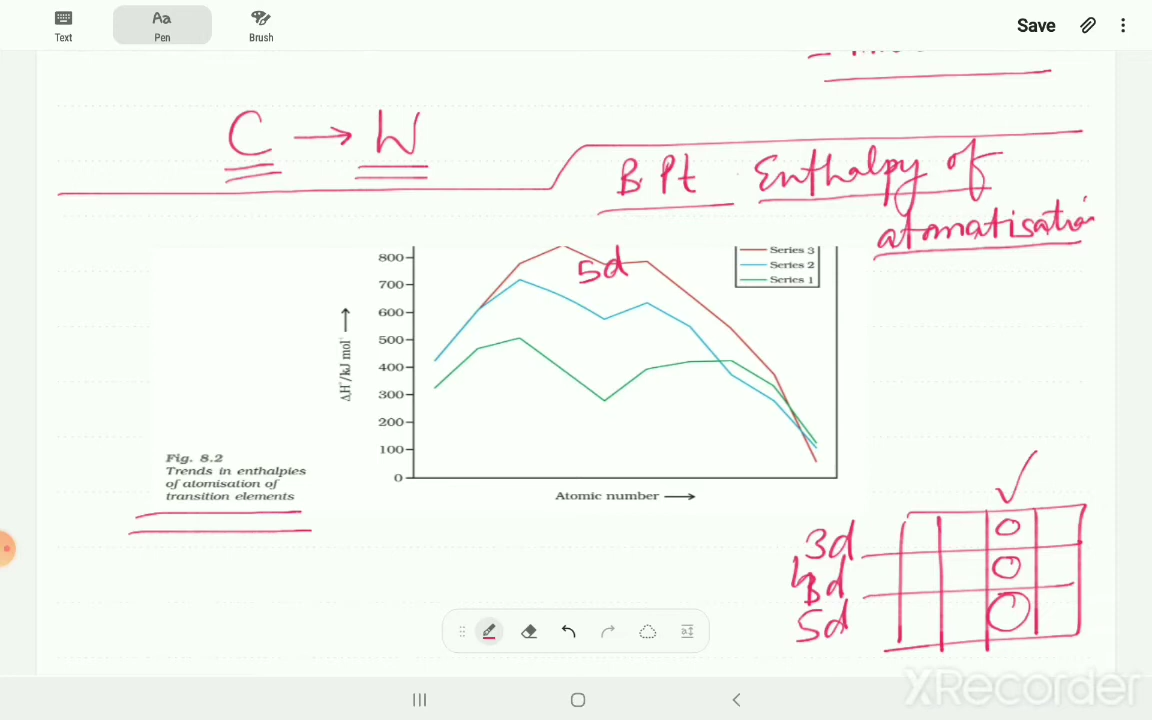 Text
Aa
Pen
Brush
Save
C → W
B Pt Enthalpy of
atomatisation
Series 3
Series 2
Series 1
5d
800
700
600
500
400
300
200
100
0
ΔHᶿ/kJ mol⁻
Atomic number
Fig. 8.2
Trends in enthalpies
of atomisation of
transition elements
3d
4d
5d
XRecorder